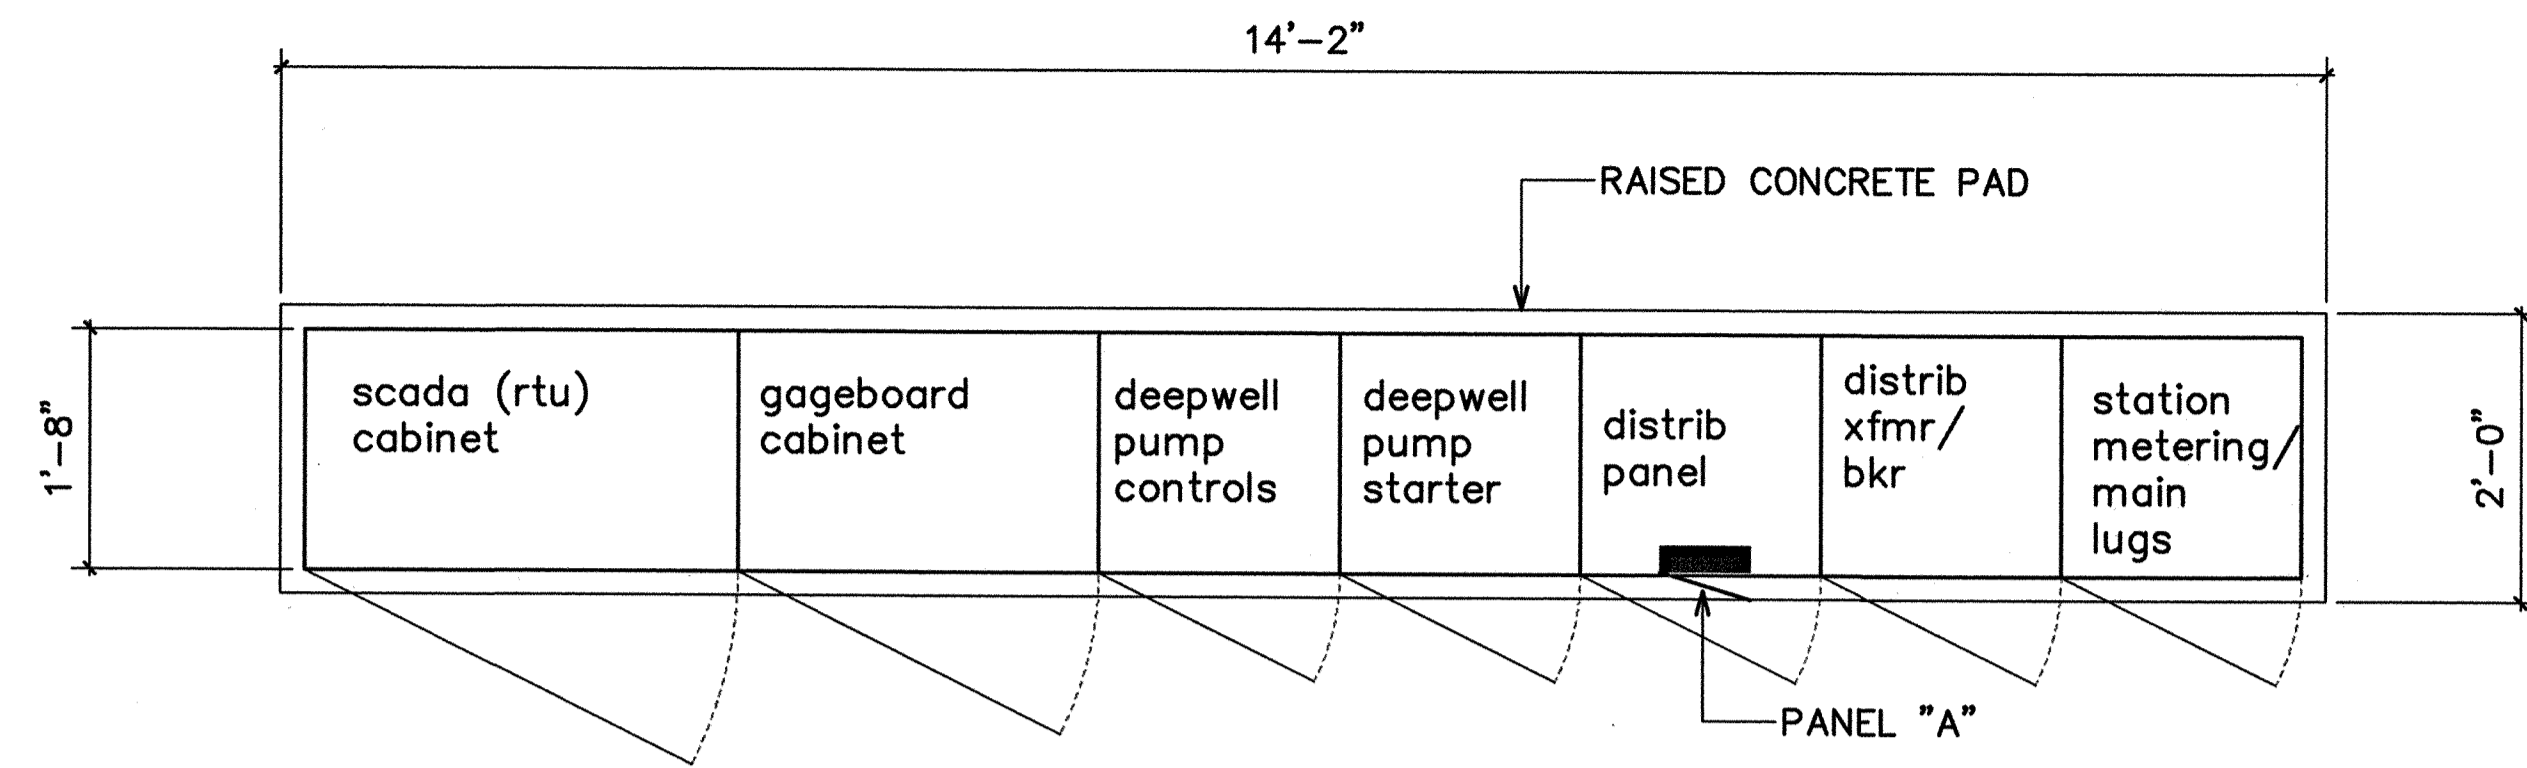 14'-2"
RAISED CONCRETE PAD
1'-8"
scada (rtu)
cabinet
gageboard
cabinet
deepwell
pump
controls
deepwell
pump
starter
distrib
panel
distrib
xfmr/
bkr
station
metering/
main
lugs
2'-0"
PANEL "A"